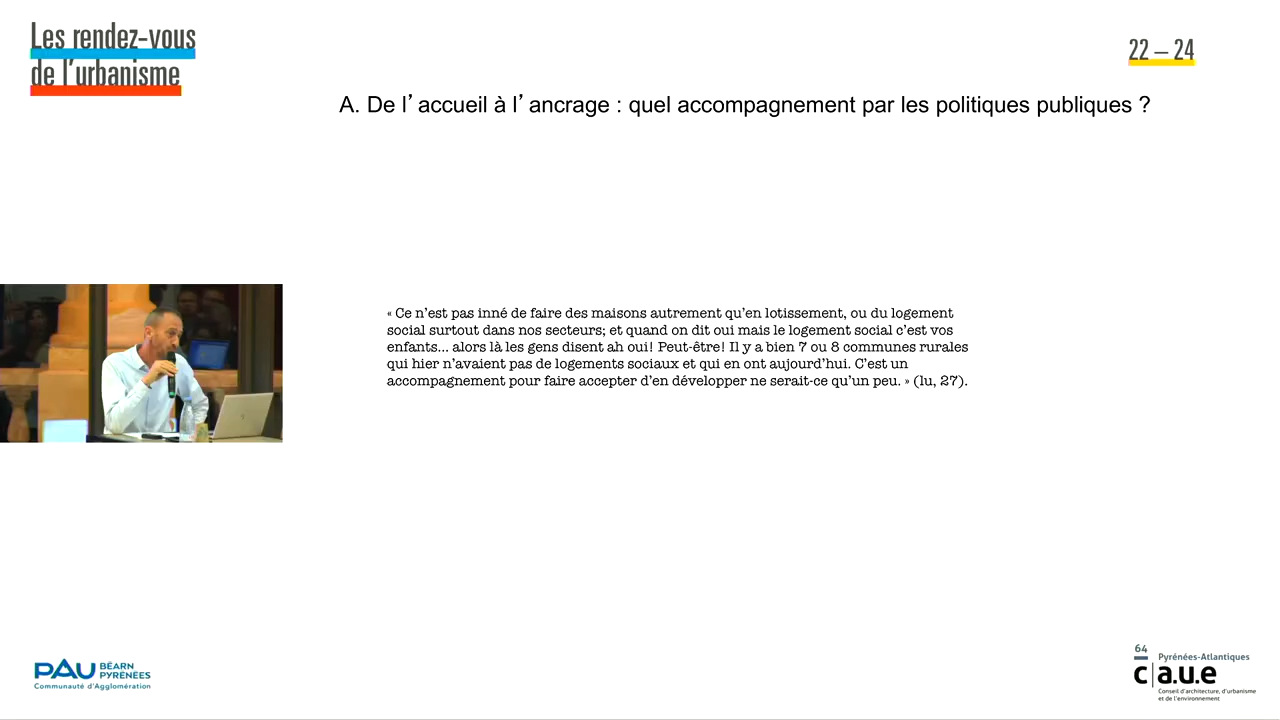 Les rendez-vous
de l'urbanisme
22 – 24
A. De l’accueil à l’ancrage : quel accompagnement par les politiques publiques ?
« Ce n’est pas inné de faire des maisons autrement qu’en lotissement, ou du logement
social surtout dans nos secteurs; et quand on dit oui mais le logement social c’est vos
enfants... alors là les gens disent ah oui! Peut-être! Il y a bien 7 ou 8 communes rurales
qui hier n’avaient pas de logements sociaux et qui en ont aujourd’hui. C’est un
accompagnement pour faire accepter d’en développer ne serait-ce qu’un peu. » (lu, 27).
PAU BÉARN
PYRÉNÉES
Communauté d'Agglomération
64
Pyrénées-Atlantiques
c|a.u.e
Conseil d'architecture, d'urbanisme
et de l'environnement